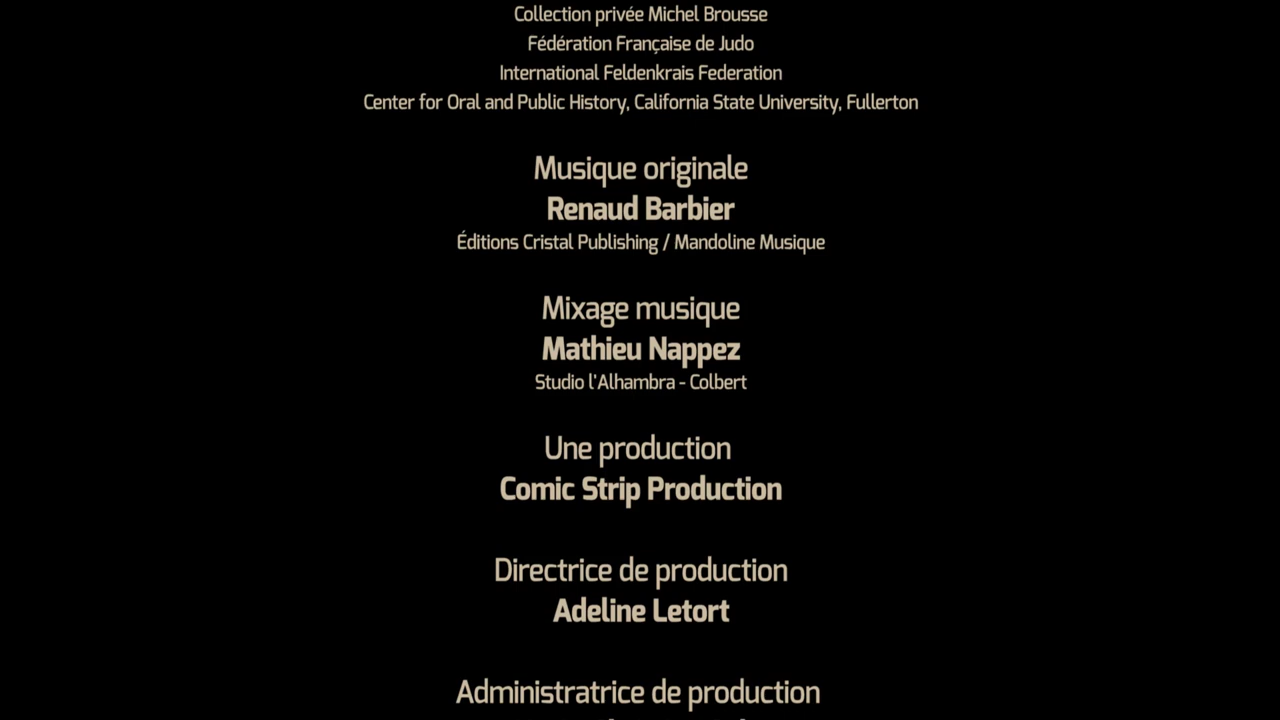 Collection privée Michel Brousse
Fédération Française de Judo
International Feldenkrais Federation
Center for Oral and Public History, California State University, Fullerton
Musique originale
Renaud Barbier
Éditions Cristal Publishing / Mandoline Musique
Mixage musique
Mathieu Nappez
Studio l'Alhambra - Colbert
Une production
Comic Strip Production
Directrice de production
Adeline Letort
Administratrice de production